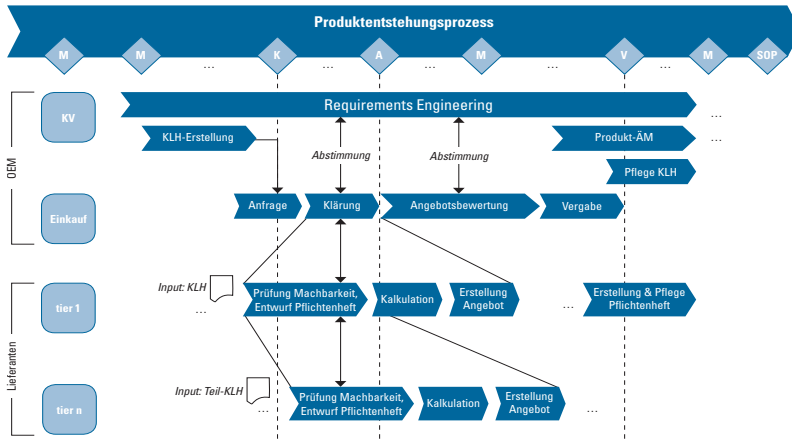 Produktentstehungsprozess
M M ... K ... A ... M ... V ... M SOP
OEM
KV
Requirements Engineering
...
KLH-Erstellung
Abstimmung
Abstimmung
Produkt-ÄM
...
Pflege KLH
Einkauf
Anfrage
Klärung
Angebotsbewertung
Vergabe
Lieferanten
tier 1
Input: KLH
...
Prüfung Machbarkeit,
Entwurf Pflichtenheft
Kalkulation
Erstellung
Angebot
...
Erstellung & Pflege
Pflichtenheft
tier n
Input: Teil-KLH
...
Prüfung Machbarkeit,
Entwurf Pflichtenheft
Kalkulation
Erstellung
Angebot
...